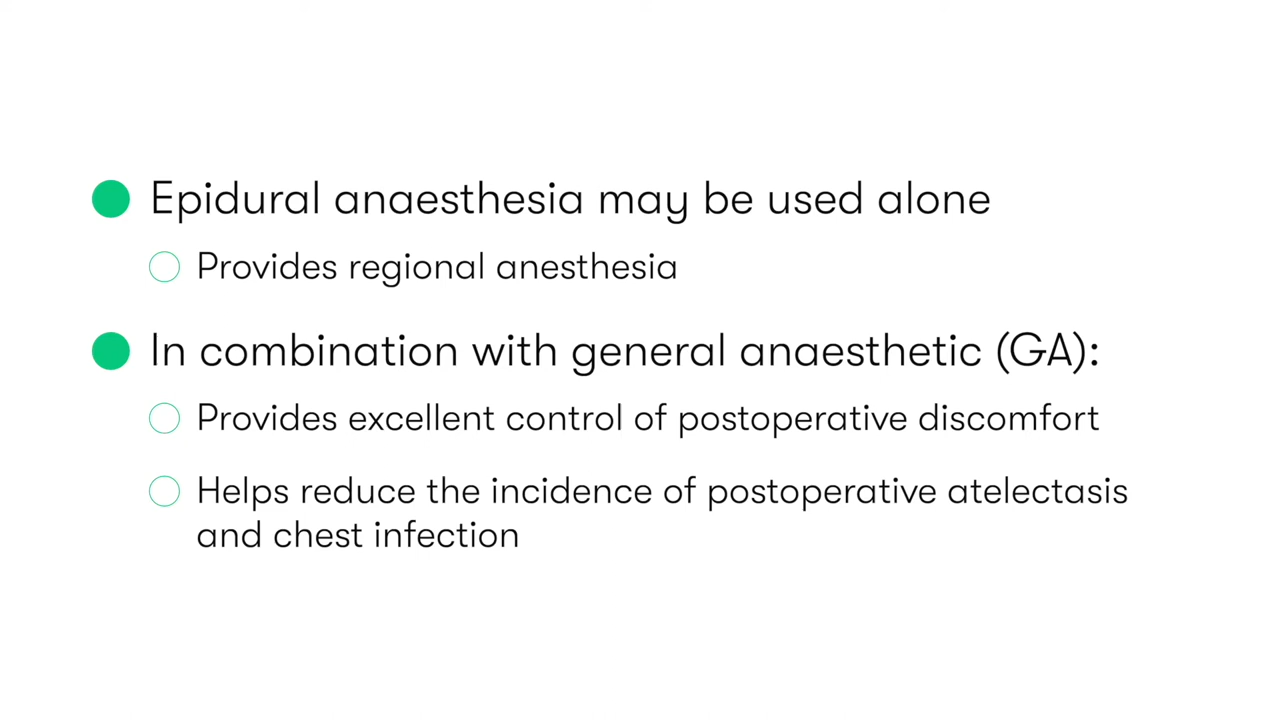 Epidural anaesthesia may be used alone
Provides regional anesthesia
In combination with general anaesthetic (GA):
Provides excellent control of postoperative discomfort
Helps reduce the incidence of postoperative atelectasis
and chest infection